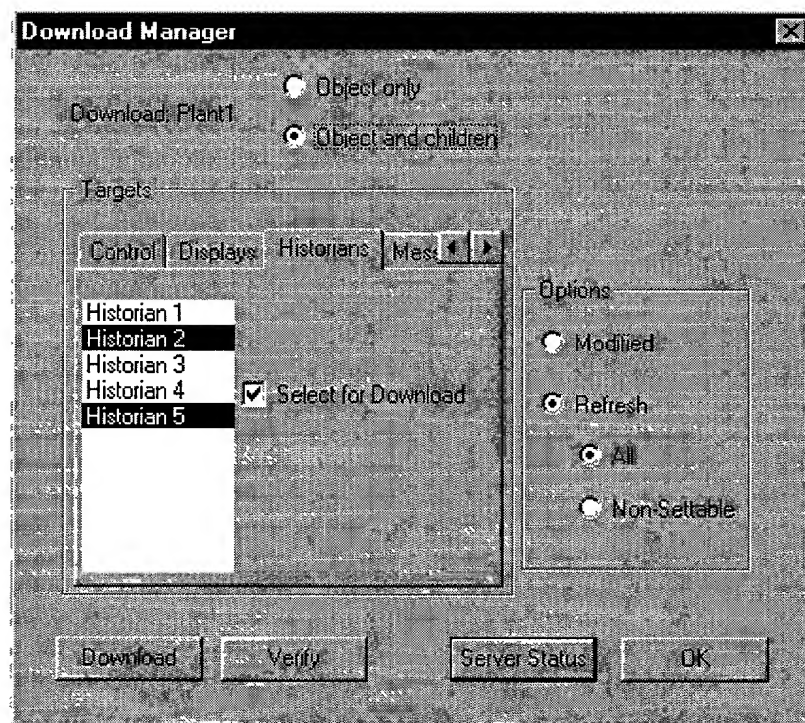 Download Manager
Object only
Download: Plant1
Object and children
Targets
Control Displays Historians Mess
Historian 1
Historian 2
Historian 3
Historian 4
Historian 5
Select for Download
Options
Modified
Refresh
All
Non-Settable
Download Verify Server Status OK